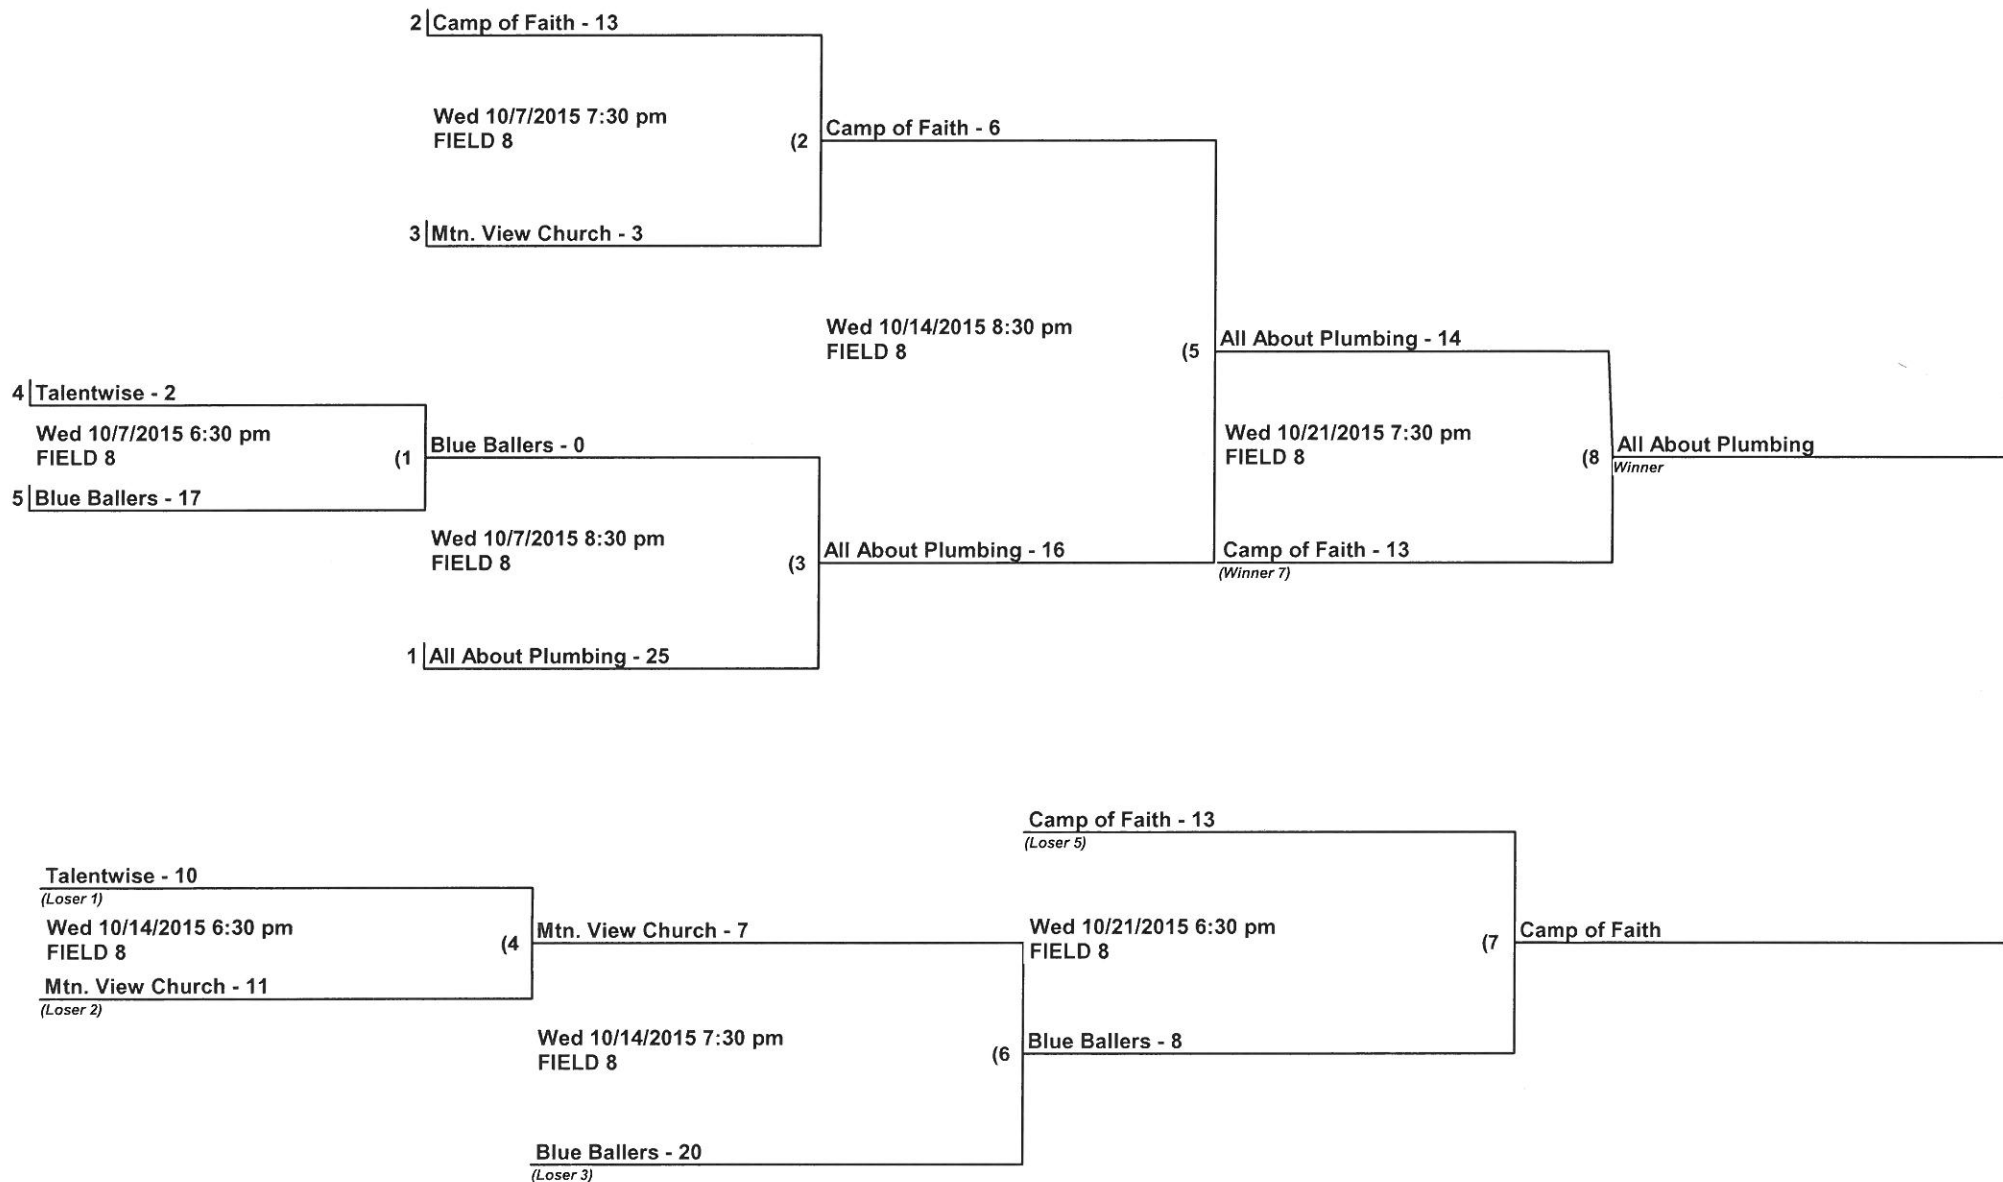 2 Camp of Faith - 13
Wed 10/7/2015 7:30 pm
FIELD 8
(2
Camp of Faith - 6
3 Mtn. View Church - 3
Wed 10/14/2015 8:30 pm
FIELD 8
(5
All About Plumbing - 14
4 Talentwise - 2
Wed 10/7/2015 6:30 pm
FIELD 8
(1
Blue Ballers - 0
5 Blue Ballers - 17
Wed 10/21/2015 7:30 pm
FIELD 8
(8
All About Plumbing
Winner
Wed 10/7/2015 8:30 pm
FIELD 8
(3
All About Plumbing - 16
Camp of Faith - 13
(Winner 7)
1 All About Plumbing - 25
Camp of Faith - 13
(Loser 5)
Talentwise - 10
(Loser 1)
Wed 10/14/2015 6:30 pm
FIELD 8
(4
Mtn. View Church - 7
Mtn. View Church - 11
(Loser 2)
Wed 10/21/2015 6:30 pm
FIELD 8
(7
Camp of Faith
Wed 10/14/2015 7:30 pm
FIELD 8
(6
Blue Ballers - 8
Blue Ballers - 20
(Loser 3)